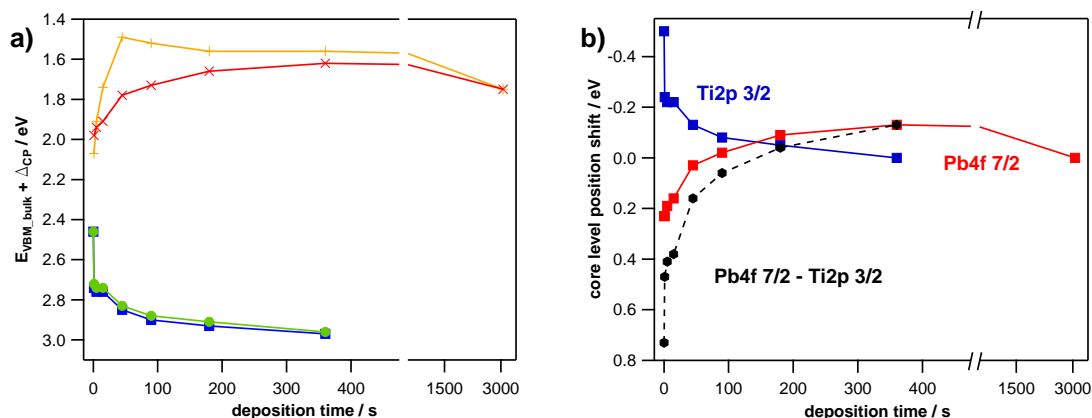 a)
1.4
1.6
1.8
2.0
2.2
2.4
2.6
2.8
3.0
E_VBM_bulk + △_CP / eV
0 100 200 300 400 1500 3000
deposition time / s
b)
-0.4
-0.2
0.0
0.2
0.4
0.6
0.8
core level position shift / eV
Ti2p 3/2
Pb4f 7/2
Pb4f 7/2 - Ti2p 3/2
0 100 200 300 400 1500 3000
deposition time / s